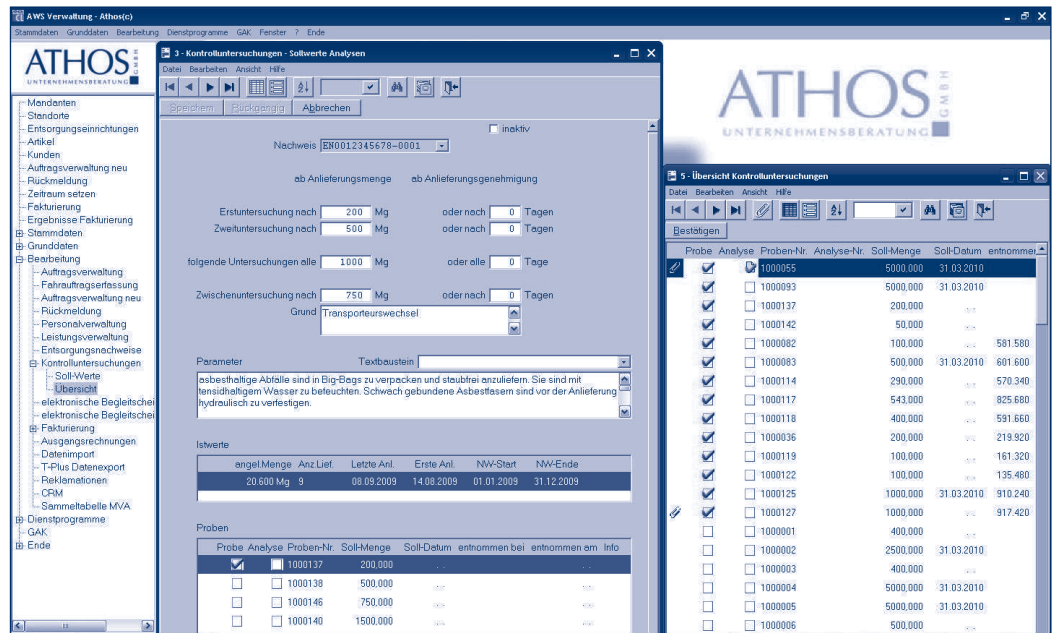 AWS Verwaltung - Athos(c)
Stammdaten Grunddaten Bearbeitung Dienstprogramme GAK Fenster ? Ende
ATHOS GMBH
UNTERNEHMENSBERATUNG
Mandanten
Standorte
Entsorgungseinrichtungen
Artikel
Kunden
Auftragsverwaltung neu
Rückmeldung
Zeitraum setzen
Fakturierung
Ergebnisse Fakturierung
Stammdaten
Grunddaten
Bearbeitung
Auftragsverwaltung
Fahrauftragserfassung
Auftragsverwaltung neu
Rückmeldung
Personalverwaltung
Leistungsverwaltung
Entsorgungsnachweise
Kontrolluntersuchungen
Soll-Werte
Übersicht
elektronische Begleitschei
elektronische Begleitschei
Fakturierung
Ausgangsrechnungen
Datenimport
T-Plus Datenexport
Reklamationen
CRM
Sammeltabelle MVA
Dienstprogramme
GAK
Ende
3 - Kontrolluntersuchungen - Sollwerte Analysen
Datei Bearbeiten Ansicht Hilfe
Speichern Rückgängig Abbrechen
inaktiv
Nachweis EN0012345678-0001
ab Anlieferungsmenge ab Anlieferungsgenehmigung
Erstuntersuchung nach 200 Mg oder nach 0 Tagen
Zweituntersuchung nach 500 Mg oder nach 0 Tagen
folgende Untersuchungen alle 1000 Mg oder alle 0 Tage
Zwischenuntersuchung nach 750 Mg oder nach 0 Tagen
Grund Transporteurswechsel
Parameter Textbaustein
asbesthaltige Abfälle sind in Big-Bags zu verpacken und staubfrei anzuliefern. Sie sind mit
tensidhaltigem Wasser zu befeuchten. Schwach gebundene Asbestfasern sind vor der Anlieferung
hydraulisch zu verfestigen.
Istwerte
angel.Menge Anz.Lief. Letzte Anl. Erste Anl. NW-Start NW-Ende
20.600 Mg 9 08.09.2009 14.08.2009 01.01.2009 31.12.2009
Proben
Probe Analyse Proben-Nr. Soll-Menge Soll-Datum entnommen bei entnommen am Info
1000137 200,000 . . . .
1000138 500,000 . . . .
1000146 750,000 . . . .
1000140 1500,000 . . . .
ATHOS GMBH
UNTERNEHMENSBERATUNG
5 - Übersicht Kontrolluntersuchungen
Datei Bearbeiten Ansicht Hilfe
Bestätigen
Probe Analyse Proben-Nr. Analyse-Nr. Soll-Menge Soll-Datum entnommer
1000055 5000,000 31.03.2010
1000093 5000,000 31.03.2010
1000137 200,000 . .
1000142 50,000 . .
1000082 100,000 . . 581.580
1000083 500,000 31.03.2010 601.600
1000114 290,000 . . 570.340
1000117 543,000 . . 825.680
1000118 400,000 . . 591.660
1000036 200,000 . . 219.920
1000119 100,000 . . 161.320
1000122 100,000 . . 135.480
1000125 1000,000 31.03.2010 910.240
1000127 1000,000 . . 917.420
1000001 400,000 . .
1000002 2500,000 31.03.2010
1000003 400,000 . .
1000004 5000,000 31.03.2010
1000005 5000,000 31.03.2010
1000006 500,000 . .